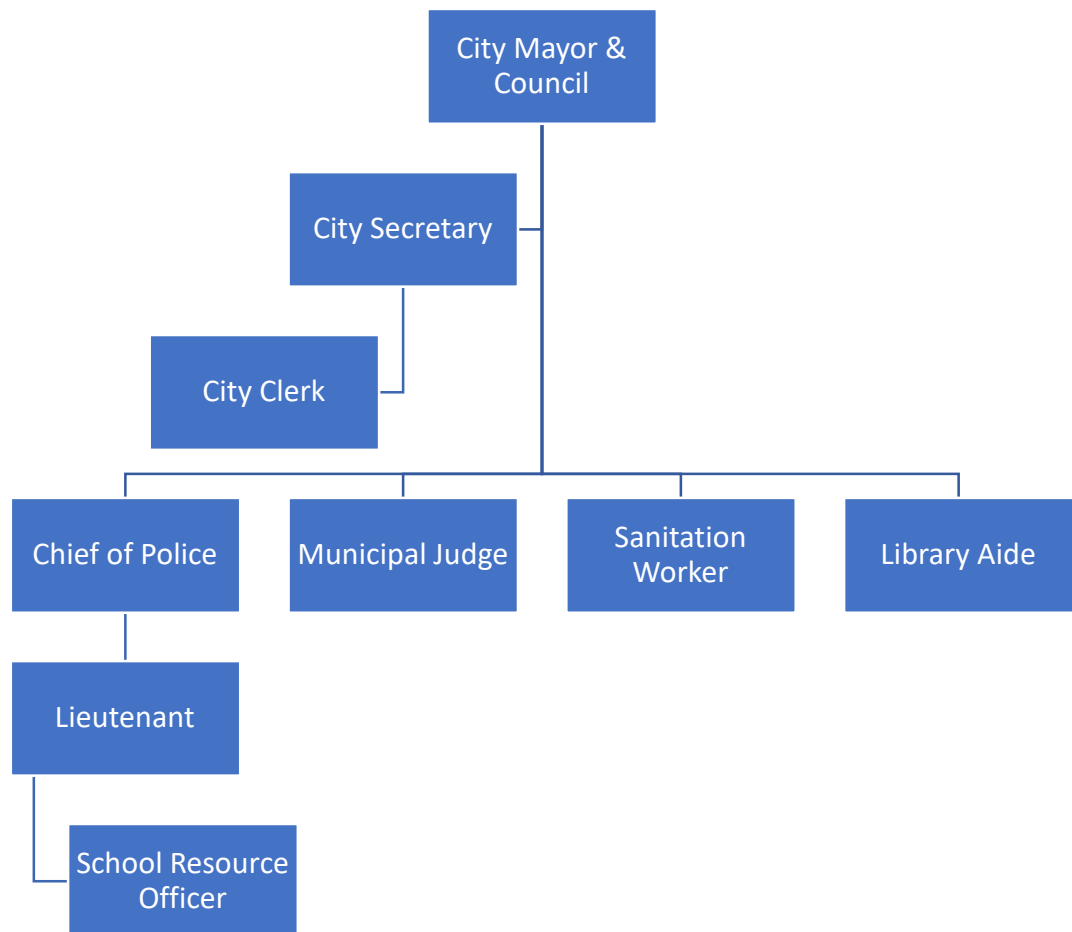 City Mayor &
Council
City Secretary
City Clerk
Chief of Police
Municipal Judge
Sanitation
Worker
Library Aide
Lieutenant
School Resource
Officer